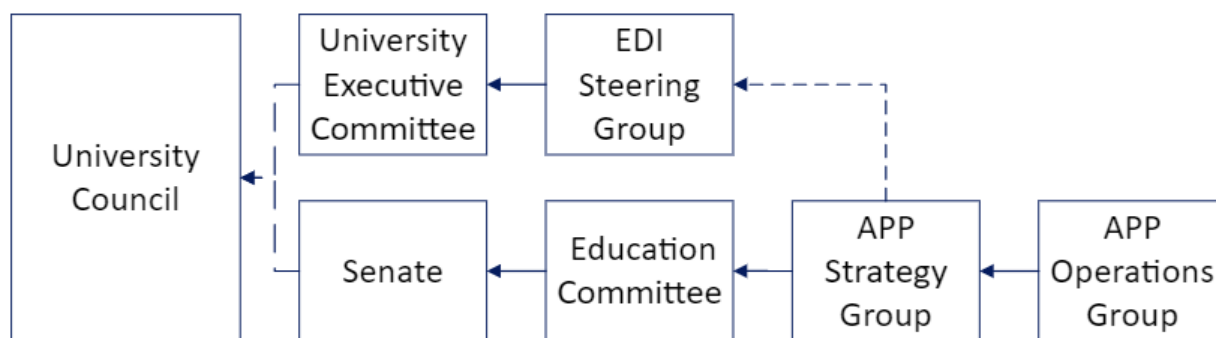 University
Council
University
Executive
Committee
EDI
Steering
Group
Senate
Education
Committee
APP
Strategy
Group
APP
Operations
Group